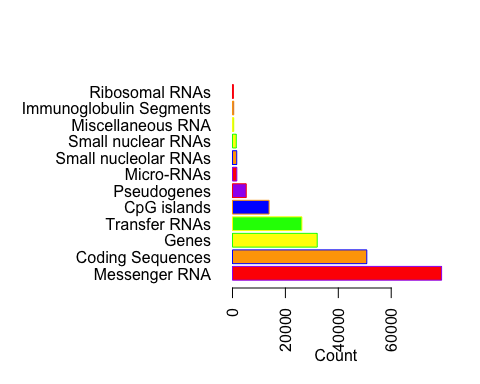 Ribosomal RNAs
Immunoglobulin Segments
Miscellaneous RNA
Small nuclear RNAs
Small nucleolar RNAs
Micro-RNAs
Pseudogenes
CpG islands
Transfer RNAs
Genes
Coding Sequences
Messenger RNA
0
20000
40000
60000
Count